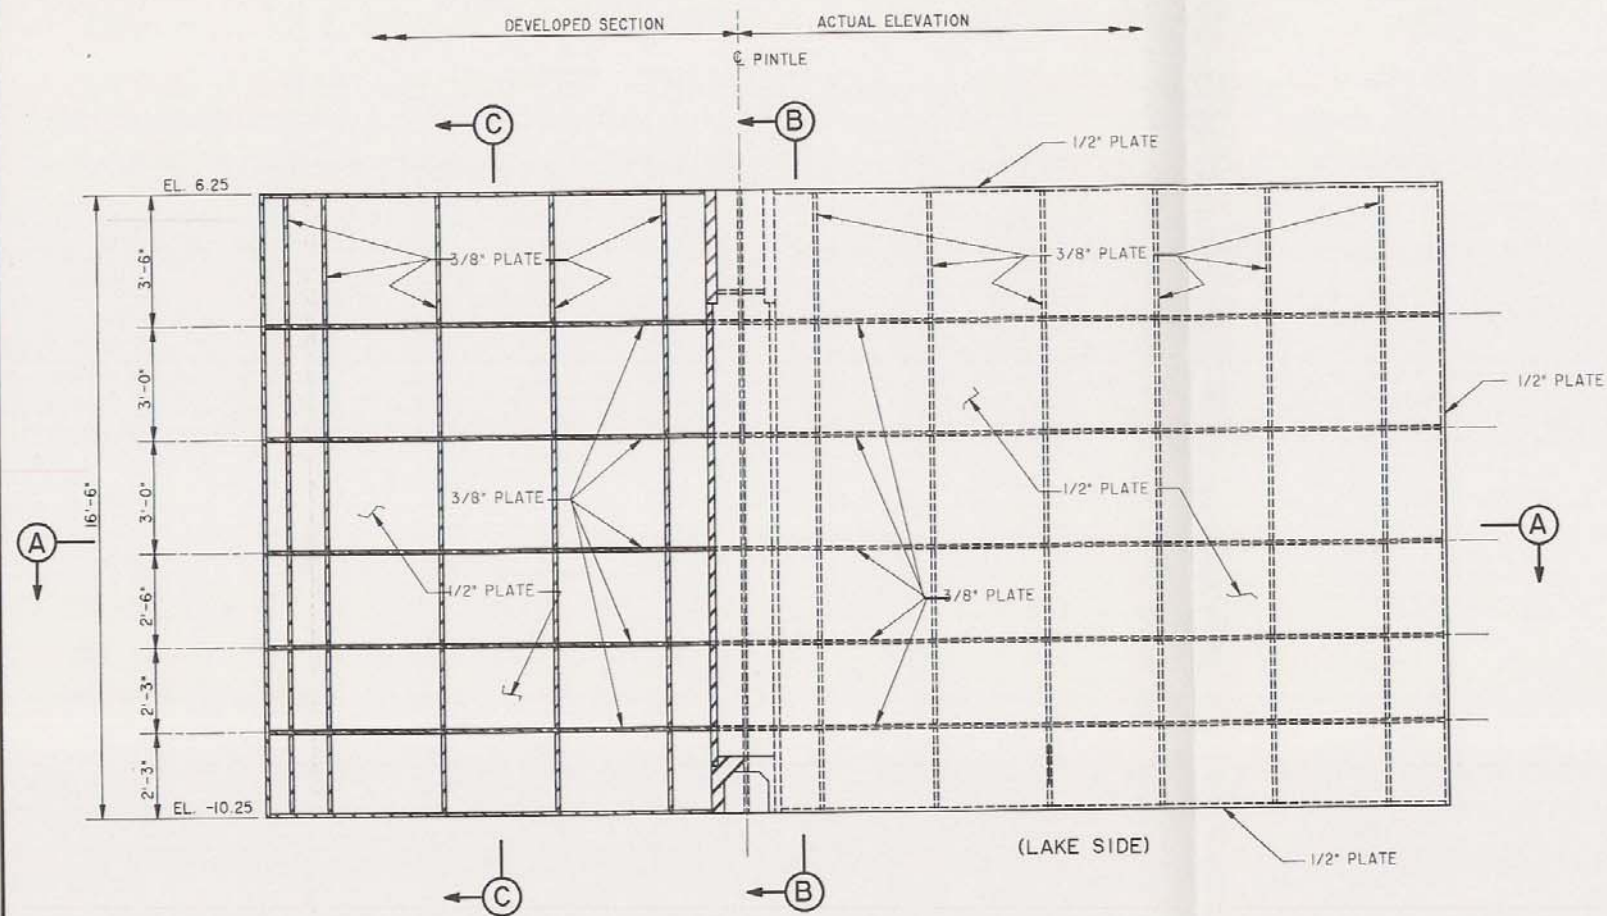 DEVELOPED SECTION
ACTUAL ELEVATION
℄ PINTLE
C
B
1/2" PLATE
EL. 6.25
3'-6"
3/8" PLATE
3/8" PLATE
3'-0"
1/2" PLATE
16'-6"
3'-0"
3/8" PLATE
1/2" PLATE
A
A
2'-6"
1/2" PLATE
3/8" PLATE
2'-3"
2'-3"
EL. -10.25
(LAKE SIDE)
1/2" PLATE
C
B